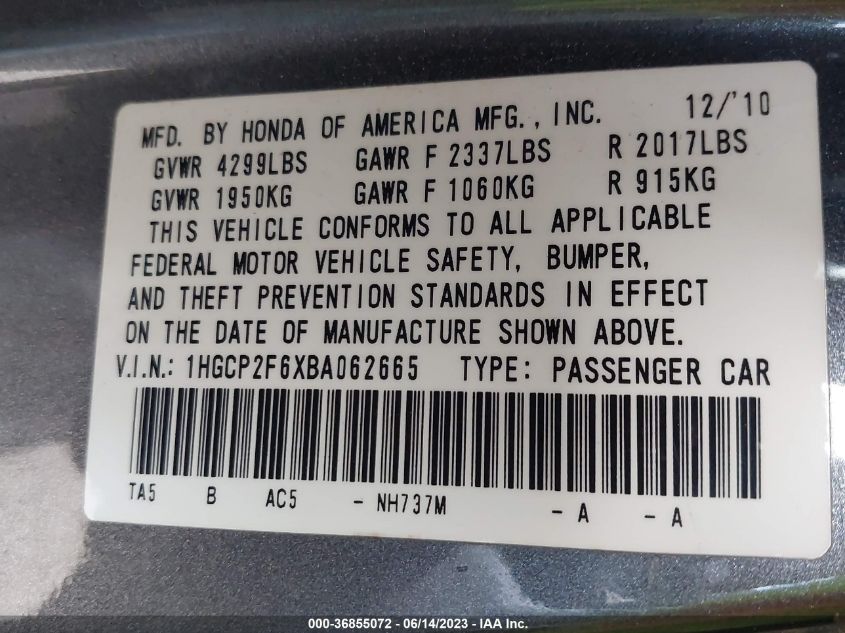 MFD. BY HONDA OF AMERICA MFG., INC. 12/'10
GVWR 4299LBS GAWR F 2337LBS R 2017LBS
GVWR 1950KG GAWR F 1060KG R 915KG
THIS VEHICLE CONFORMS TO ALL APPLICABLE
FEDERAL MOTOR VEHICLE SAFETY, BUMPER,
AND THEFT PREVENTION STANDARDS IN EFFECT
ON THE DATE OF MANUFACTURE SHOWN ABOVE.
V.I.N.: 1HGCP2F6XBA062665 TYPE: PASSENGER CAR
TA5 B AC5 - NH737M - A - A
000-36855072 - 06/14/2023 - IAAI.com - Copyright IAA, Inc.